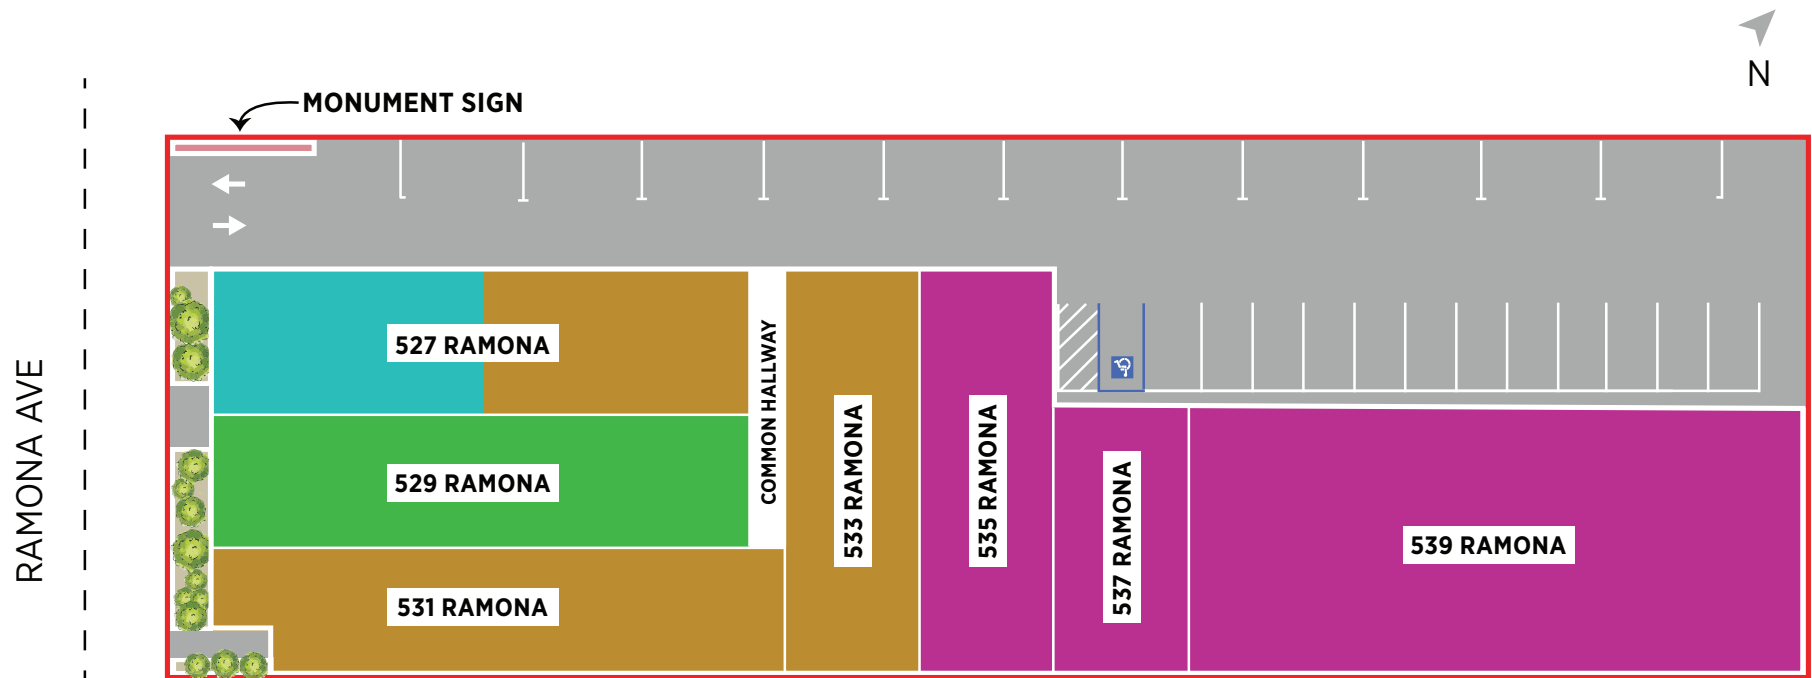 N
MONUMENT SIGN
RAMONA AVE
527 RAMONA
COMMON HALLWAY
533 RAMONA
535 RAMONA
529 RAMONA
537 RAMONA
539 RAMONA
531 RAMONA